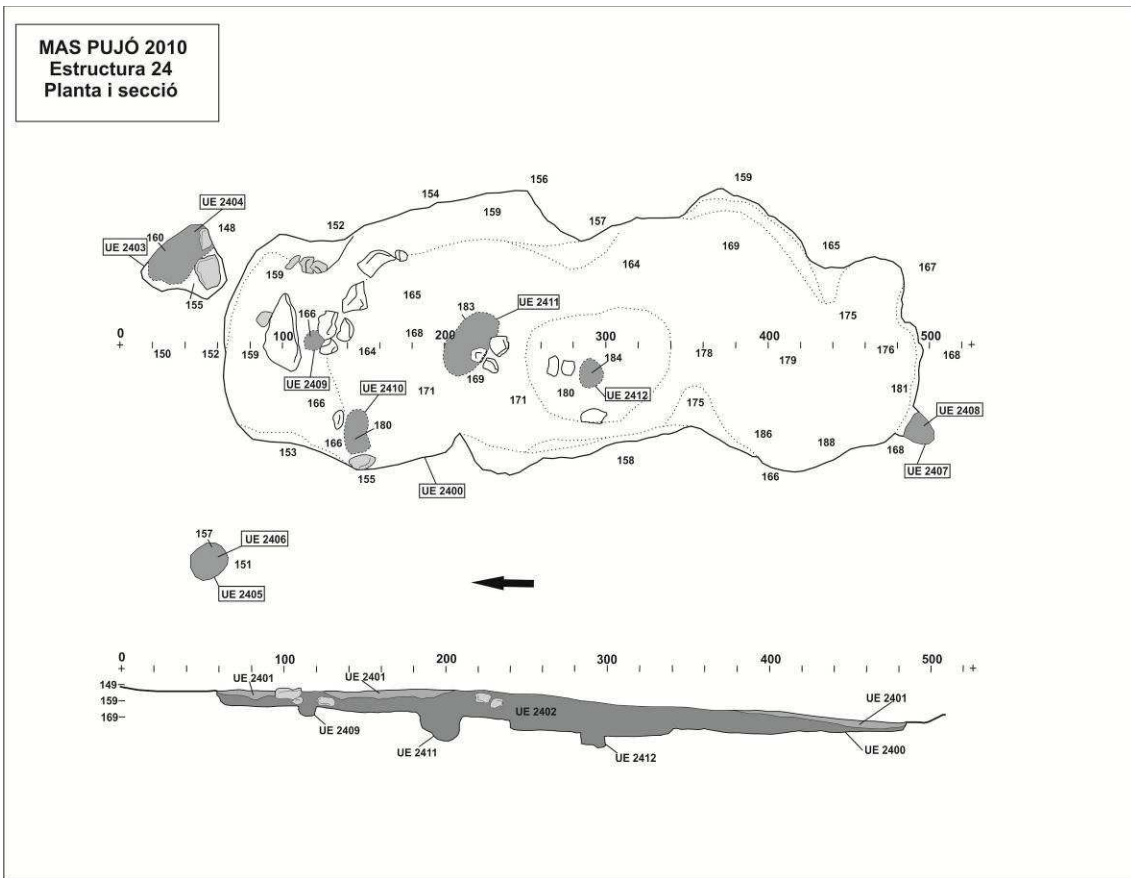 MAS PUJÓ 2010
Estructura 24
Planta i secció
156
159
154
159
UE 2404
152
157
148
UE 2403
160
169
165
164
167
159
155
165
183
UE 2411
175
166
0
100
168
200
300
400
500
150
152
159
164
178
179
176
168
184
169
UE 2409
UE 2410
171
171
180
UE 2412
175
181
166
UE 2408
166
180
186
188
153
168
155
UE 2400
158
166
UE 2407
157
UE 2406
151
UE 2405
0
100
200
300
400
500
149
UE 2401
UE 2401
159
UE 2401
169
UE 2402
UE 2409
UE 2411
UE 2412
UE 2400